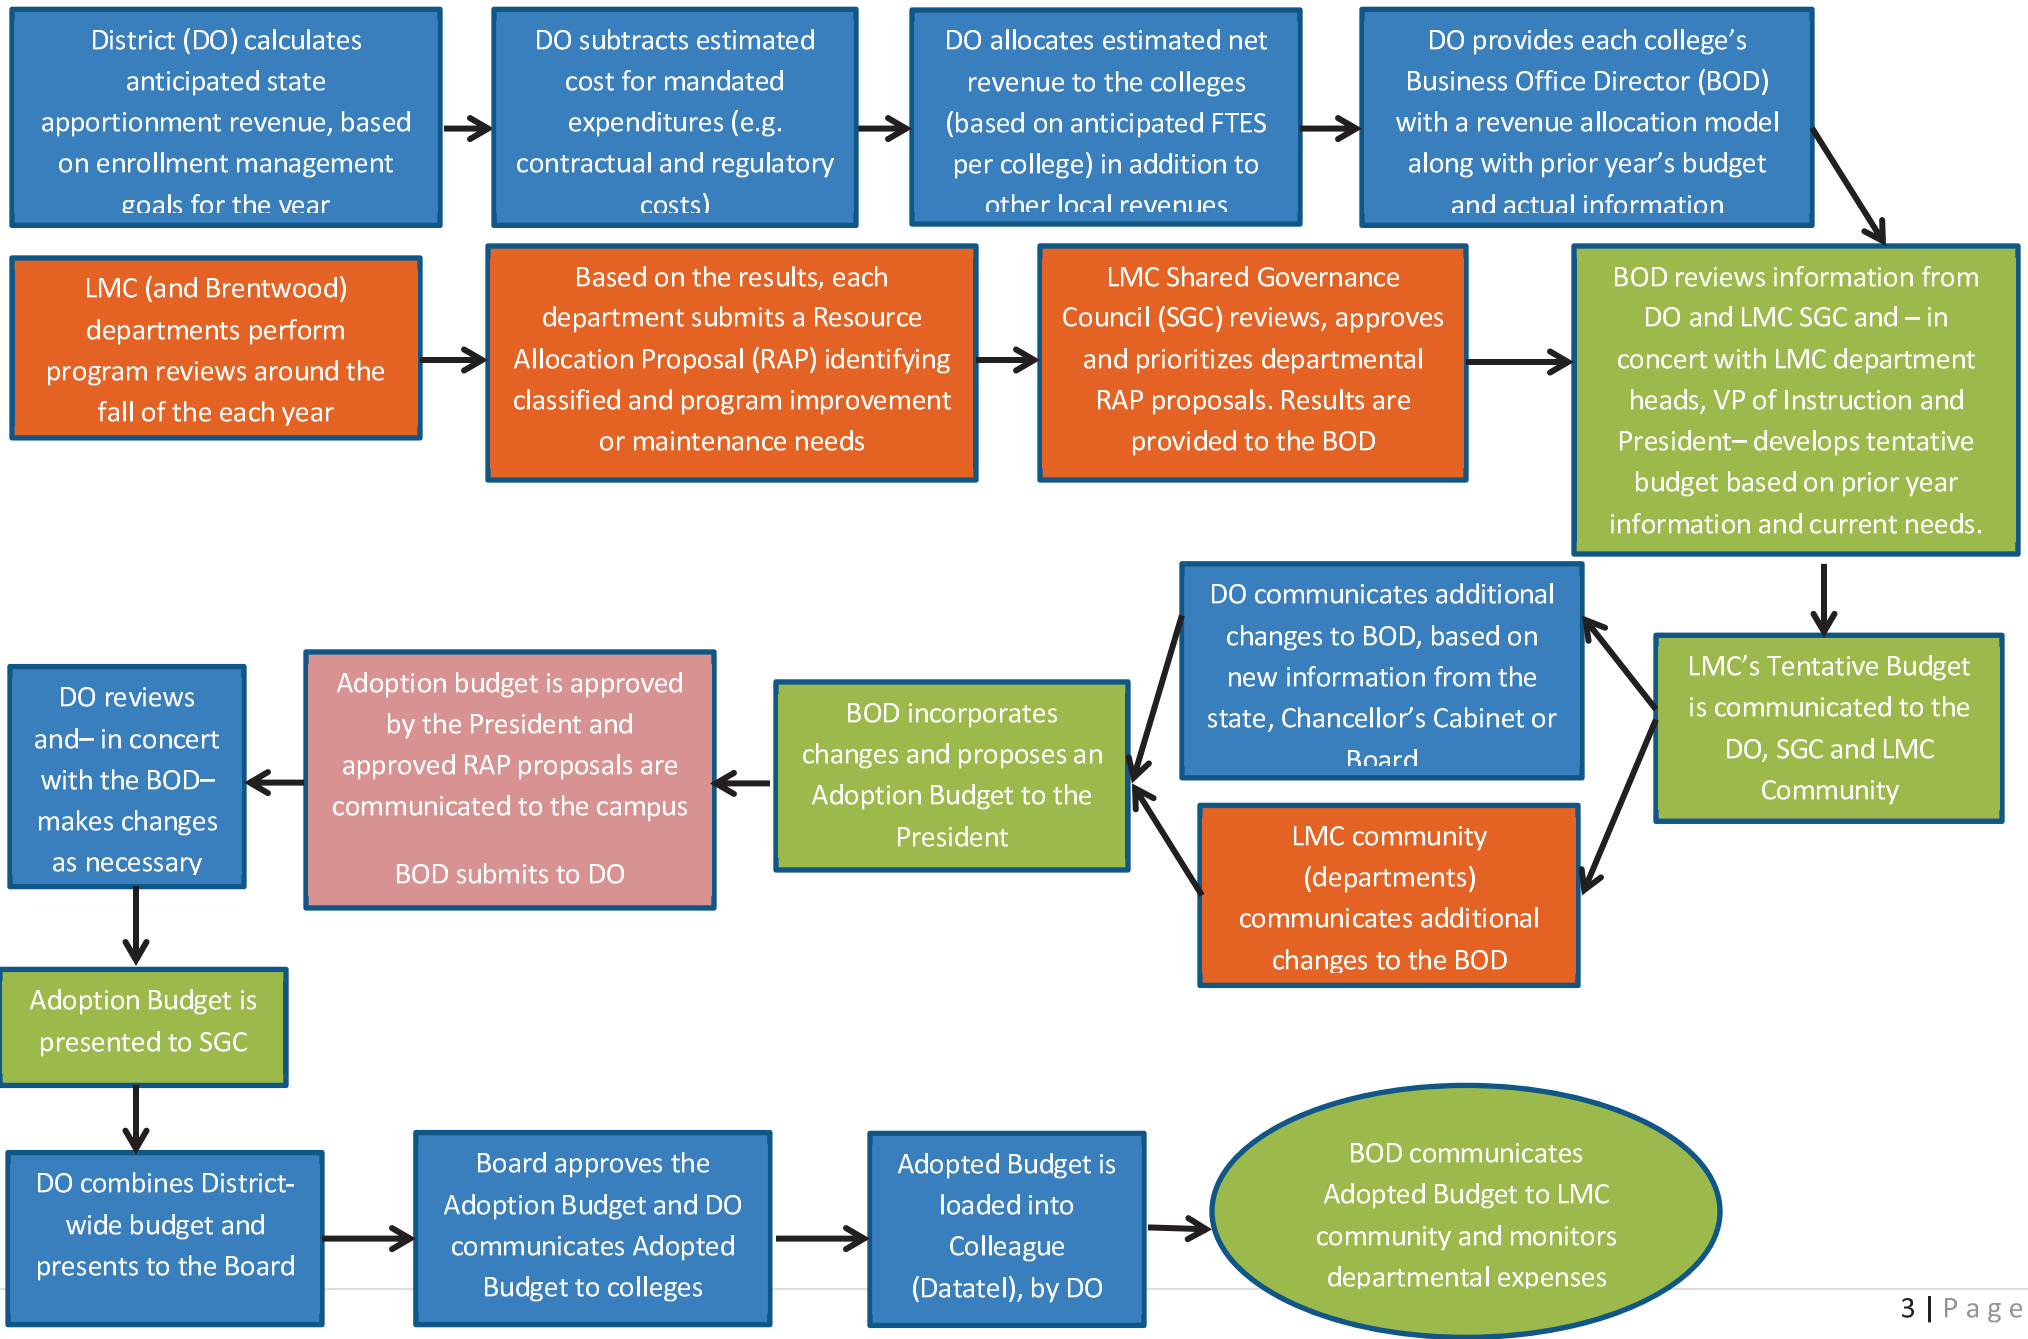 District (DO) calculates
anticipated state
apportionment revenue, based
on enrollment management
goals for the year
DO subtracts estimated
cost for mandated
expenditures (e.g.
contractual and regulatory
costs)
DO allocates estimated net
revenue to the colleges
(based on anticipated FTES
per college) in addition to
other local revenues
DO provides each college’s
Business Office Director (BOD)
with a revenue allocation model
along with prior year’s budget
and actual information
LMC (and Brentwood)
departments perform
program reviews around the
fall of the each year
Based on the results, each
department submits a Resource
Allocation Proposal (RAP) identifying
classified and program improvement
or maintenance needs
LMC Shared Governance
Council (SGC) reviews, approves
and prioritizes departmental
RAP proposals. Results are
provided to the BOD
BOD reviews information from
DO and LMC SGC and – in
concert with LMC department
heads, VP of Instruction and
President– develops tentative
budget based on prior year
information and current needs.
LMC’s Tentative Budget
is communicated to the
DO, SGC and LMC
Community
DO communicates additional
changes to BOD, based on
new information from the
state, Chancellor’s Cabinet or
Board
LMC community
(departments)
communicates additional
changes to the BOD
BOD incorporates
changes and proposes an
Adoption Budget to the
President
Adoption budget is approved
by the President and
approved RAP proposals are
communicated to the campus
BOD submits to DO
DO reviews
and– in concert
with the BOD–
makes changes
as necessary
Adoption Budget is
presented to SGC
DO combines District-
wide budget and
presents to the Board
Board approves the
Adoption Budget and DO
communicates Adopted
Budget to colleges
Adopted Budget is
loaded into
Colleague
(Datatel), by DO
BOD communicates
Adopted Budget to LMC
community and monitors
departmental expenses
3 | Page